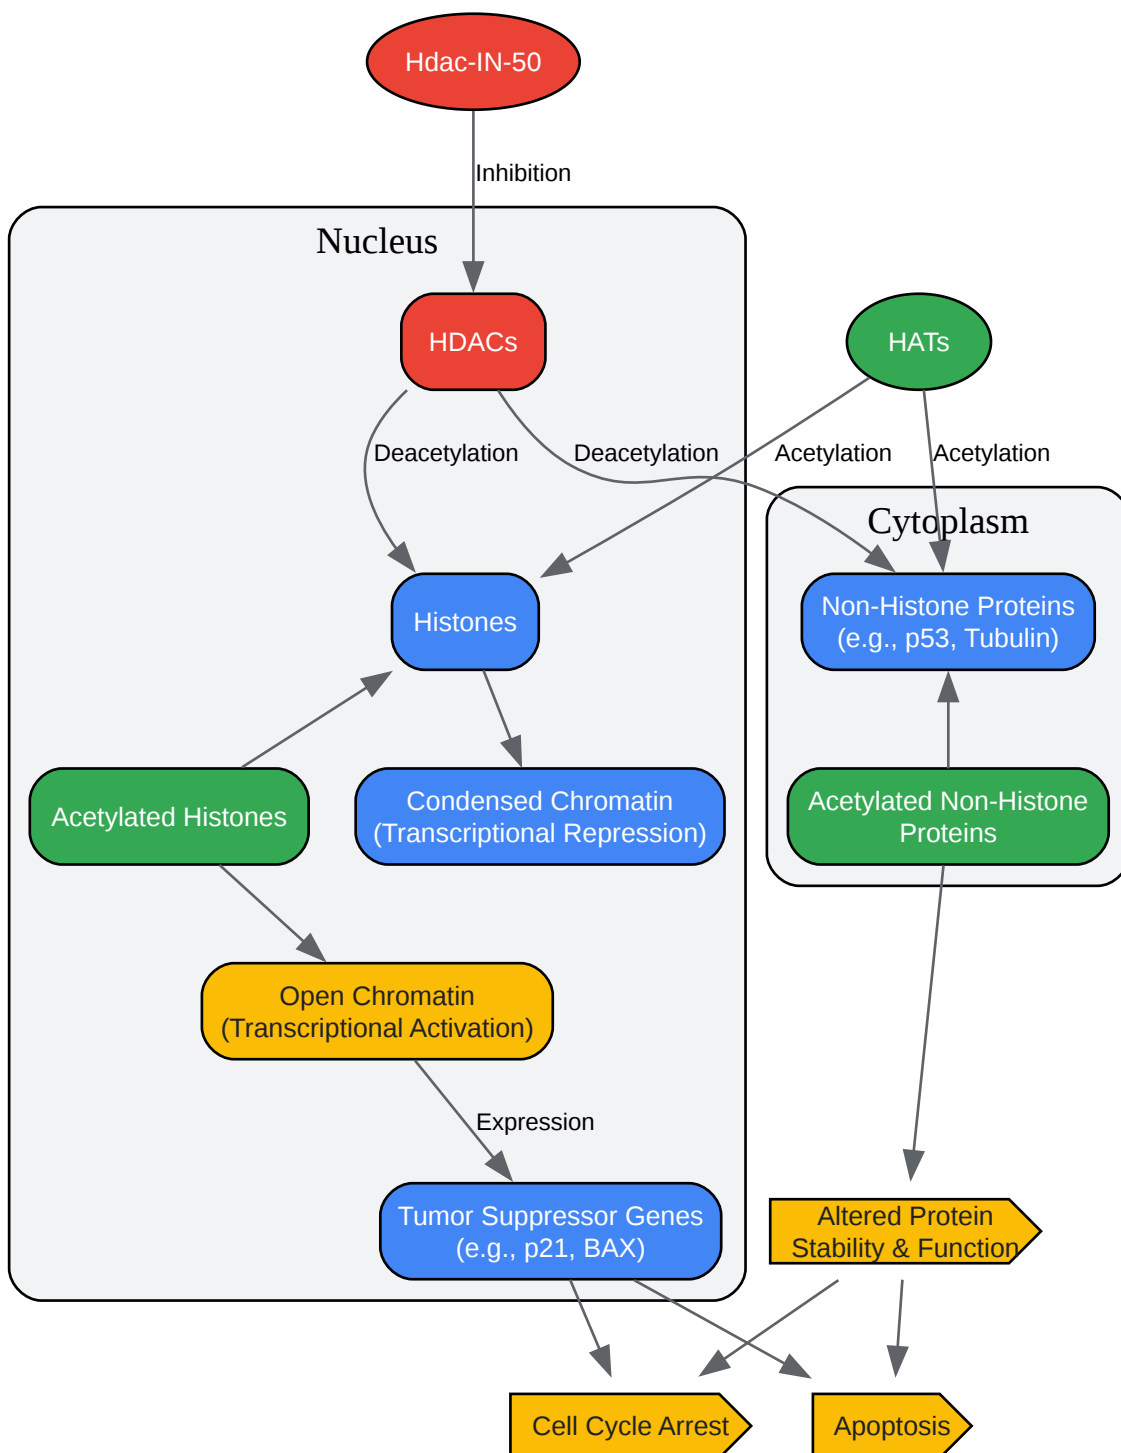 Hdac-IN-50
Inhibition
Nucleus
HDACs
HATs
Deacetylation
Deacetylation
Acetylation
Acetylation
Cytoplasm
Histones
Non-Histone Proteins
(e.g., p53, Tubulin)
Acetylated Histones
Condensed Chromatin
(Transcriptional Repression)
Acetylated Non-Histone
Proteins
Open Chromatin
(Transcriptional Activation)
Expression
Tumor Suppressor Genes
(e.g., p21, BAX)
Altered Protein
Stability & Function
Cell Cycle Arrest
Apoptosis